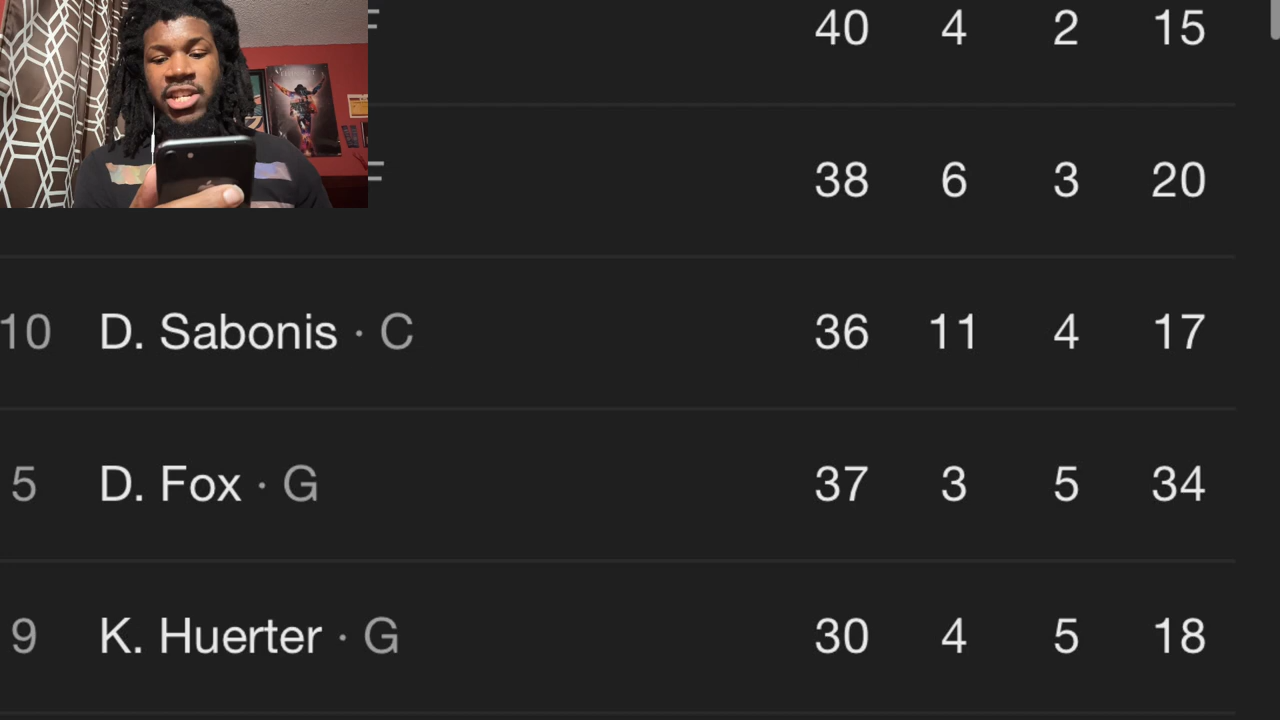 F 40 4 2 15
F 38 6 3 20
10 D. Sabonis · C 36 11 4 17
5 D. Fox · G 37 3 5 34
9 K. Huerter · G 30 4 5 18